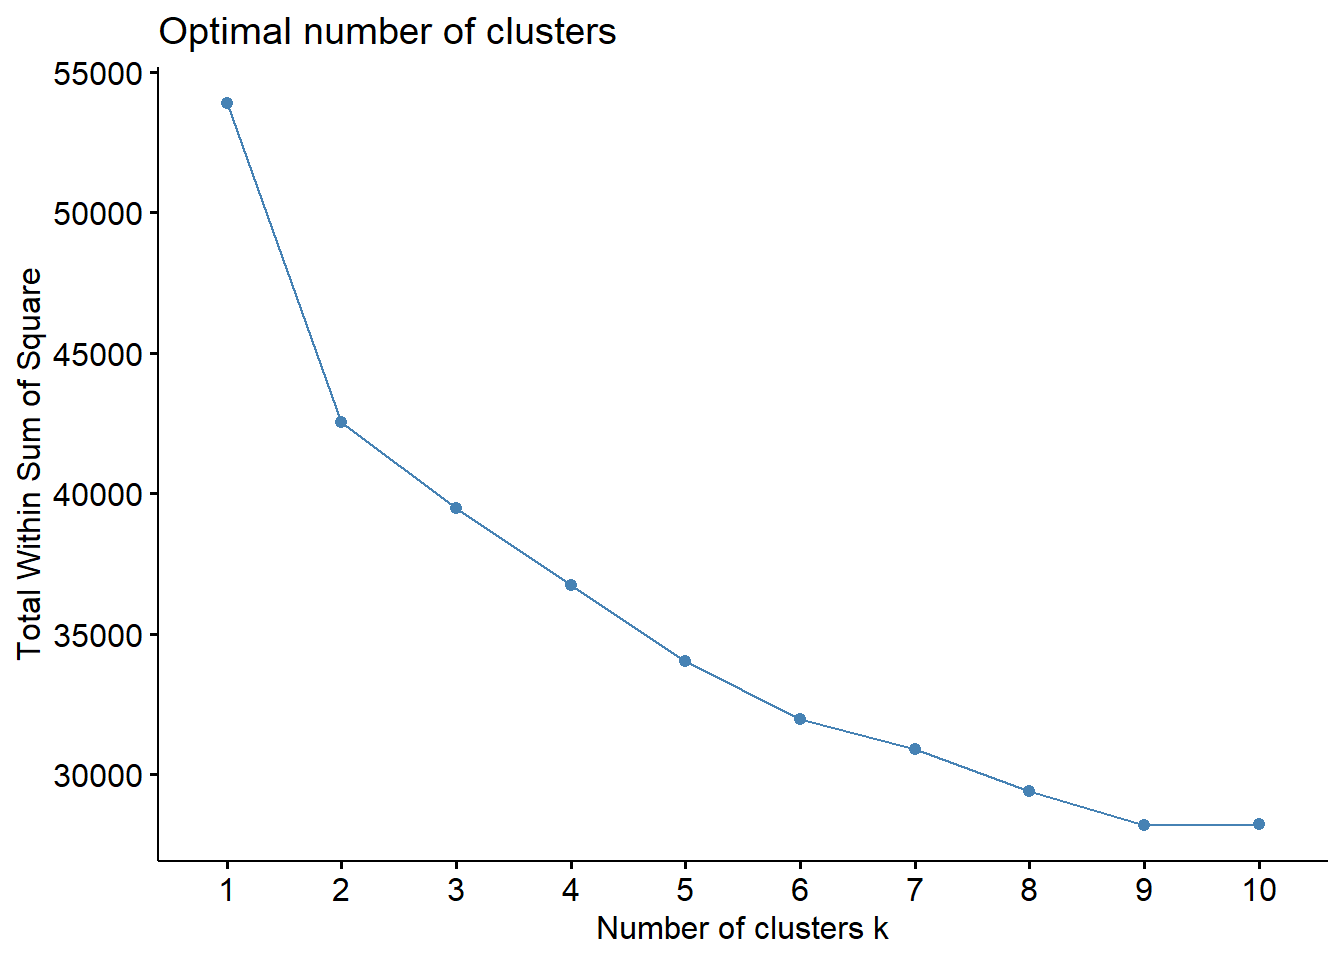 Optimal number of clusters
Total Within Sum of Square
55000
50000
45000
40000
35000
30000
1 2 3 4 5 6 7 8 9 10
Number of clusters k